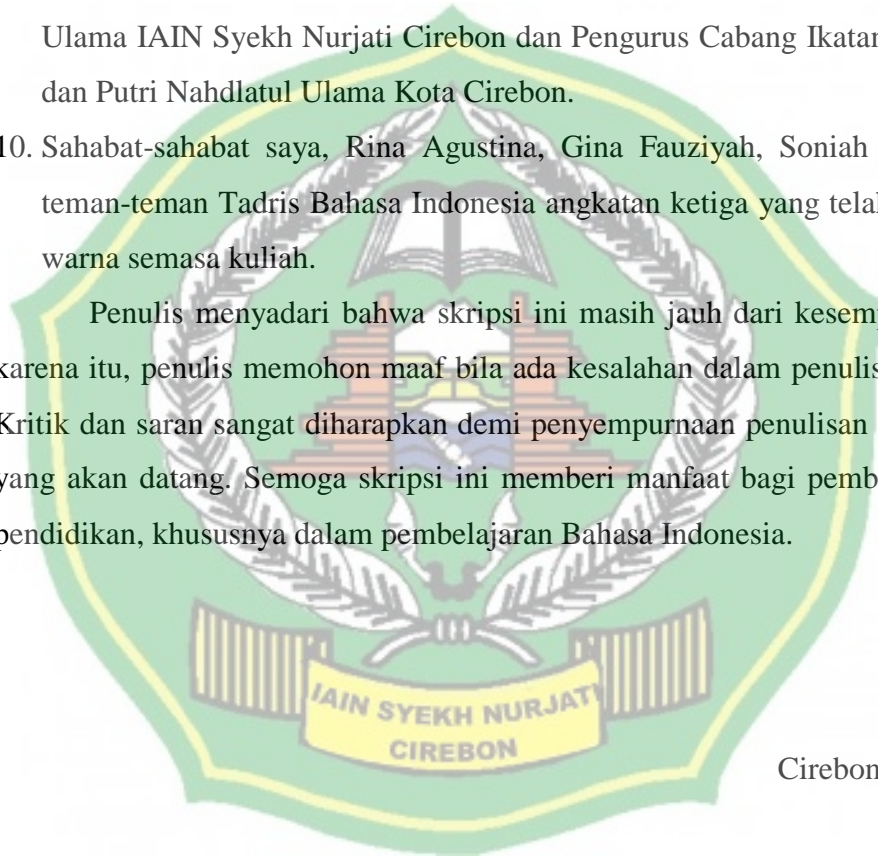 Ulama IAIN Syekh Nurjati Cirebon dan Pengurus Cabang Ikatan
dan Putri Nahdlatul Ulama Kota Cirebon.
10. Sahabat-sahabat saya, Rina Agustina, Gina Fauziyah, Soniah
teman-teman Tadris Bahasa Indonesia angkatan ketiga yang telah
warna semasa kuliah.
Penulis menyadari bahwa skripsi ini masih jauh dari kesemp
karena itu, penulis memohon maaf bila ada kesalahan dalam penulis
Kritik dan saran sangat diharapkan demi penyempurnaan penulisan
yang akan datang. Semoga skripsi ini memberi manfaat bagi pemb
pendidikan, khususnya dalam pembelajaran Bahasa Indonesia.
IAIN SYEKH NURJATI
CIREBON
Cirebon